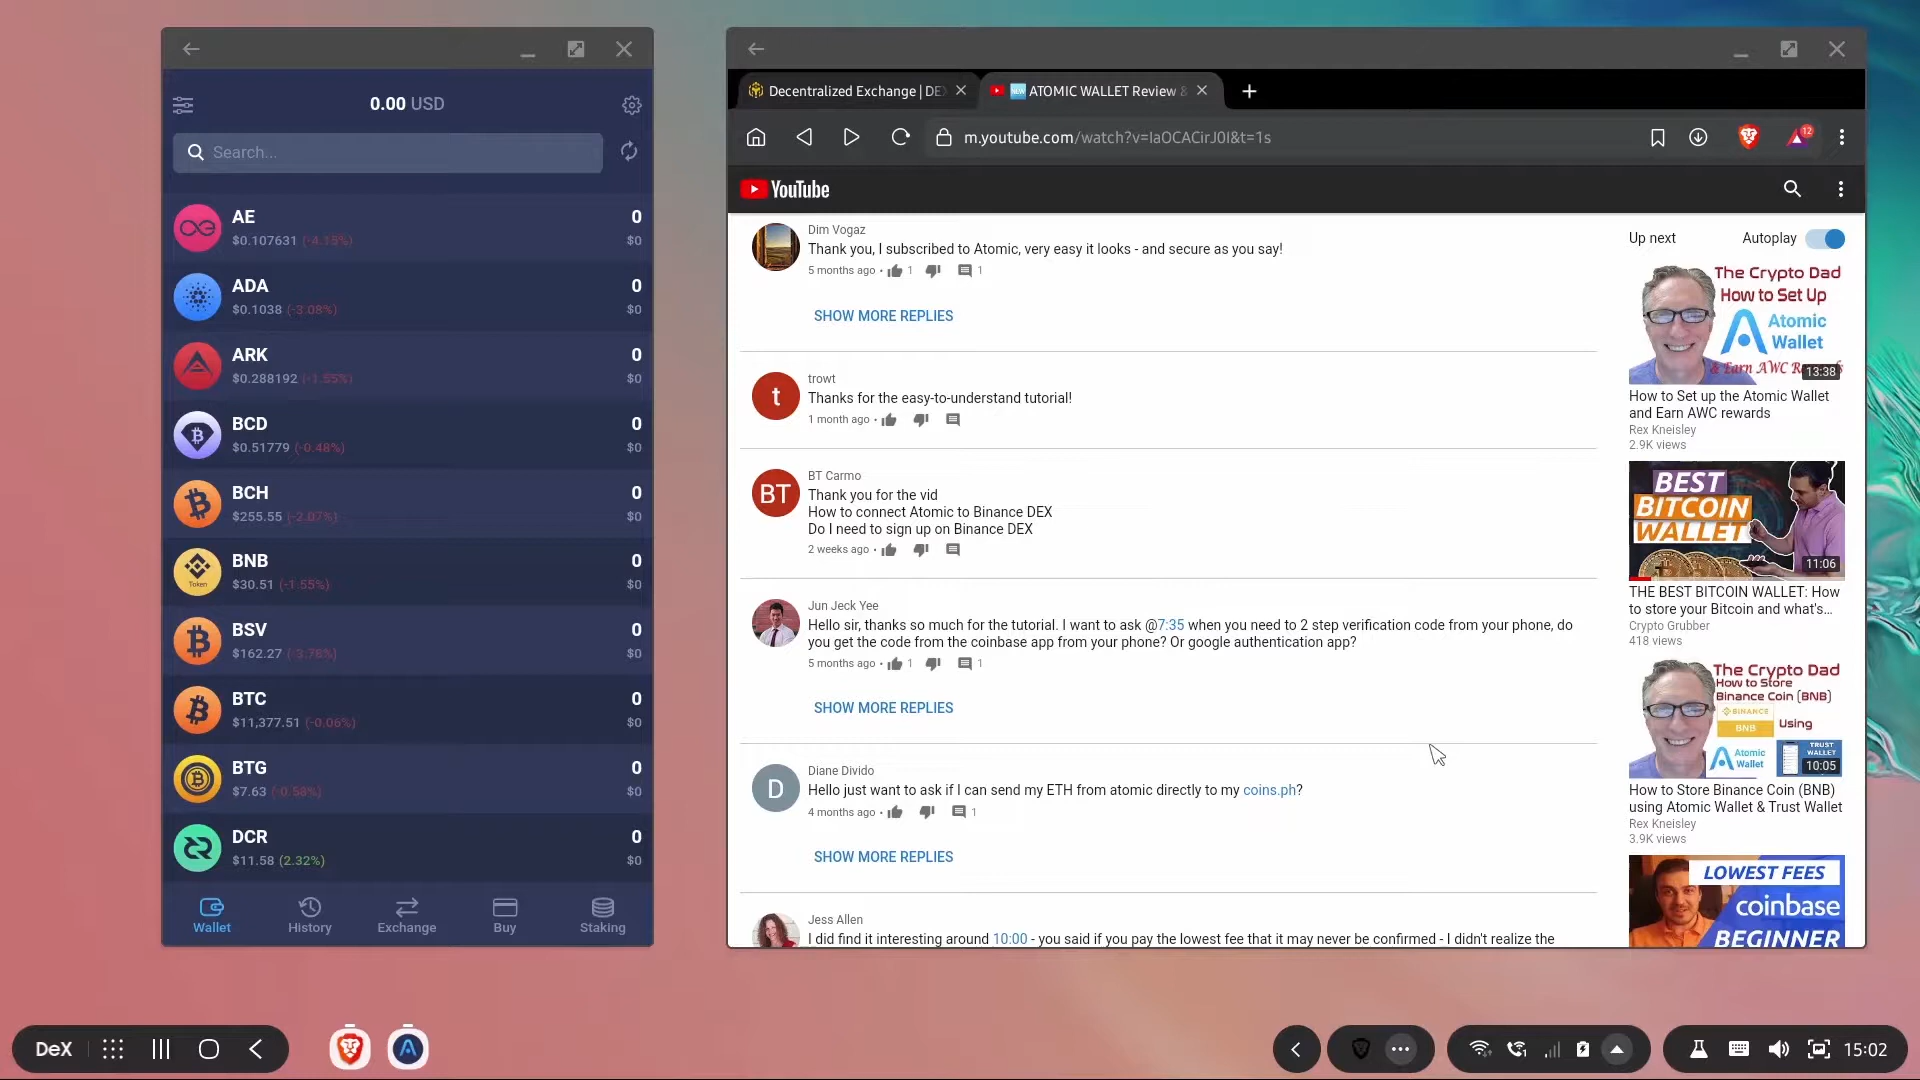 0.00 USD
Search...
AE
0
$0.107631 (-4.15%)
$0
ADA
0
$0.1038 (-3.08%)
$0
ARK
0
$0.288192 (-1.55%)
$0
BCD
0
$0.51779 (-0.48%)
$0
BCH
0
$255.55 (-2.07%)
$0
BNB
0
Token
$30.51 (-1.55%)
$0
BSV
0
$162.27 (-3.78%)
$0
BTC
0
$11,377.51 (-0.06%)
$0
BTG
0
$7.63 (-0.58%)
$0
DCR
0
$11.58 (2.32%)
$0
Wallet
History
Exchange
Buy
Staking
Decentralized Exchange | DEX
NEW ATOMIC WALLET Review &
m.youtube.com/watch?v=IaOCACirJ0I&t=1s
12
YouTube
Dim Vogaz
Thank you, I subscribed to Atomic, very easy it looks - and secure as you say!
5 months ago • 1 1
SHOW MORE REPLIES
t
trowt
Thanks for the easy-to-understand tutorial!
1 month ago •
BT
BT Carmo
Thank you for the vid
How to connect Atomic to Binance DEX
Do I need to sign up on Binance DEX
2 weeks ago •
Jun Jeck Yee
Hello sir, thanks so much for the tutorial. I want to ask @7:35 when you need to 2 step verification code from your phone, do
you get the code from the coinbase app from your phone? Or google authentication app?
5 months ago • 1 1
SHOW MORE REPLIES
D
Diane Divido
Hello just want to ask if I can send my ETH from atomic directly to my coins.ph?
4 months ago • 1
SHOW MORE REPLIES
Jess Allen
I did find it interesting around 10:00 - you said if you pay the lowest fee that it may never be confirmed - I didn't realize the
Up next
Autoplay
The Crypto Dad
How to Set Up
Atomic
Wallet
& Earn AWC
13:38
How to Set up the Atomic Wallet
and Earn AWC rewards
Rex Kneisley
2.9K views
BEST
BITCOIN
WALLET
11:06
THE BEST BITCOIN WALLET: How
to store your Bitcoin and what's...
Crypto Grubber
418 views
The Crypto Dad
How to Store
Binance Coin (BNB)
BINANCE
BNB
Using
Atomic
Wallet
TRUST
WALLET
10:05
How to Store Binance Coin (BNB)
using Atomic Wallet & Trust Wallet
Rex Kneisley
3.9K views
LOWEST FEES
coinbase
BEGINNER
DeX
15:02